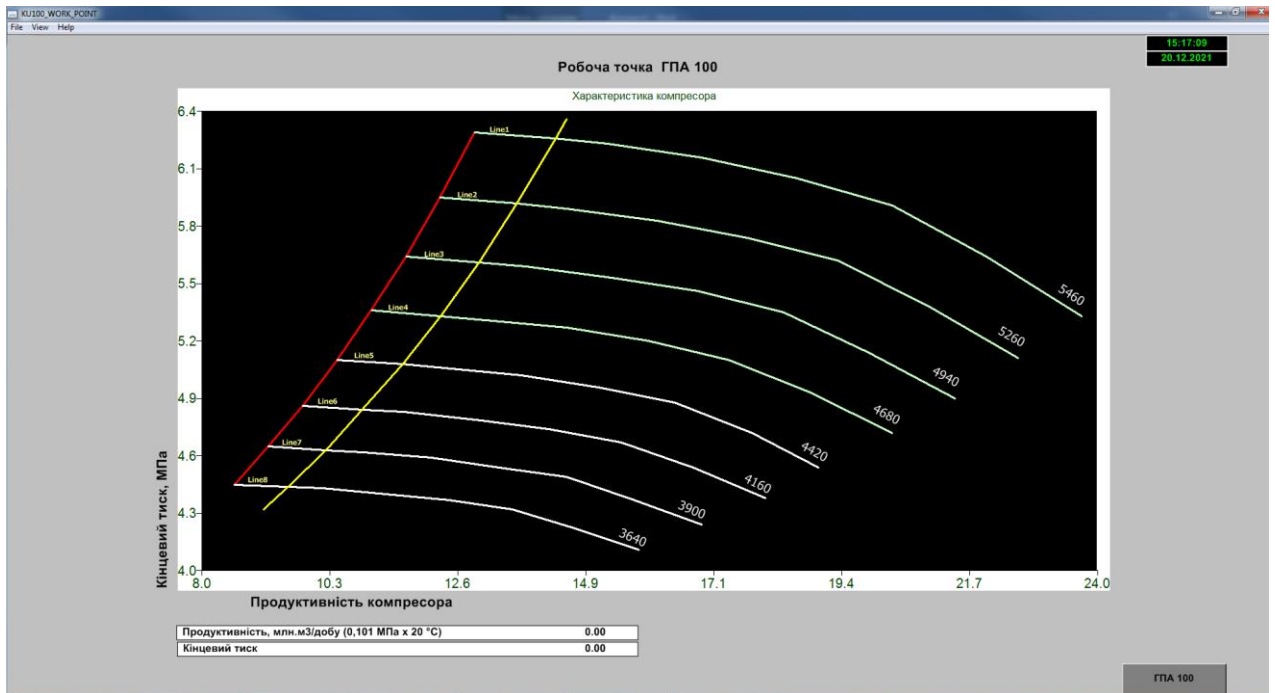 KU100_WORK_POINT
File View Help
15:17:09
20.12.2021
Робоча точка ГПА 100
Характеристика компресора
6.4
6.1
5.8
5.5
5.2
4.9
4.6
4.3
4.0
Кінцевий тиск, МПа
Line1
Line2
Line3
Line4
Line5
Line6
Line7
Line8
5460
5260
4940
4680
4420
4160
3900
3640
8.0 10.3 12.6 14.9 17.1 19.4 21.7 24.0
Продуктивність компресора
Продуктивність, млн.м3/добу (0,101 МПа x 20 °C) 0.00
Кінцевий тиск 0.00
ГПА 100